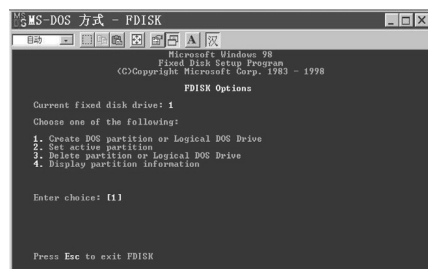 MS-DOS 方式 - FDISK
自动 A 汉
Microsoft Windows 98
Fixed Disk Setup Program
(C)Copyright Microsoft Corp. 1983 - 1998
FDISK Options
Current fixed disk drive: 1
Choose one of the following:
1. Create DOS partition or Logical DOS Drive
2. Set active partition
3. Delete partition or Logical DOS Drive
4. Display partition information
Enter choice: [1]
Press Esc to exit FDISK